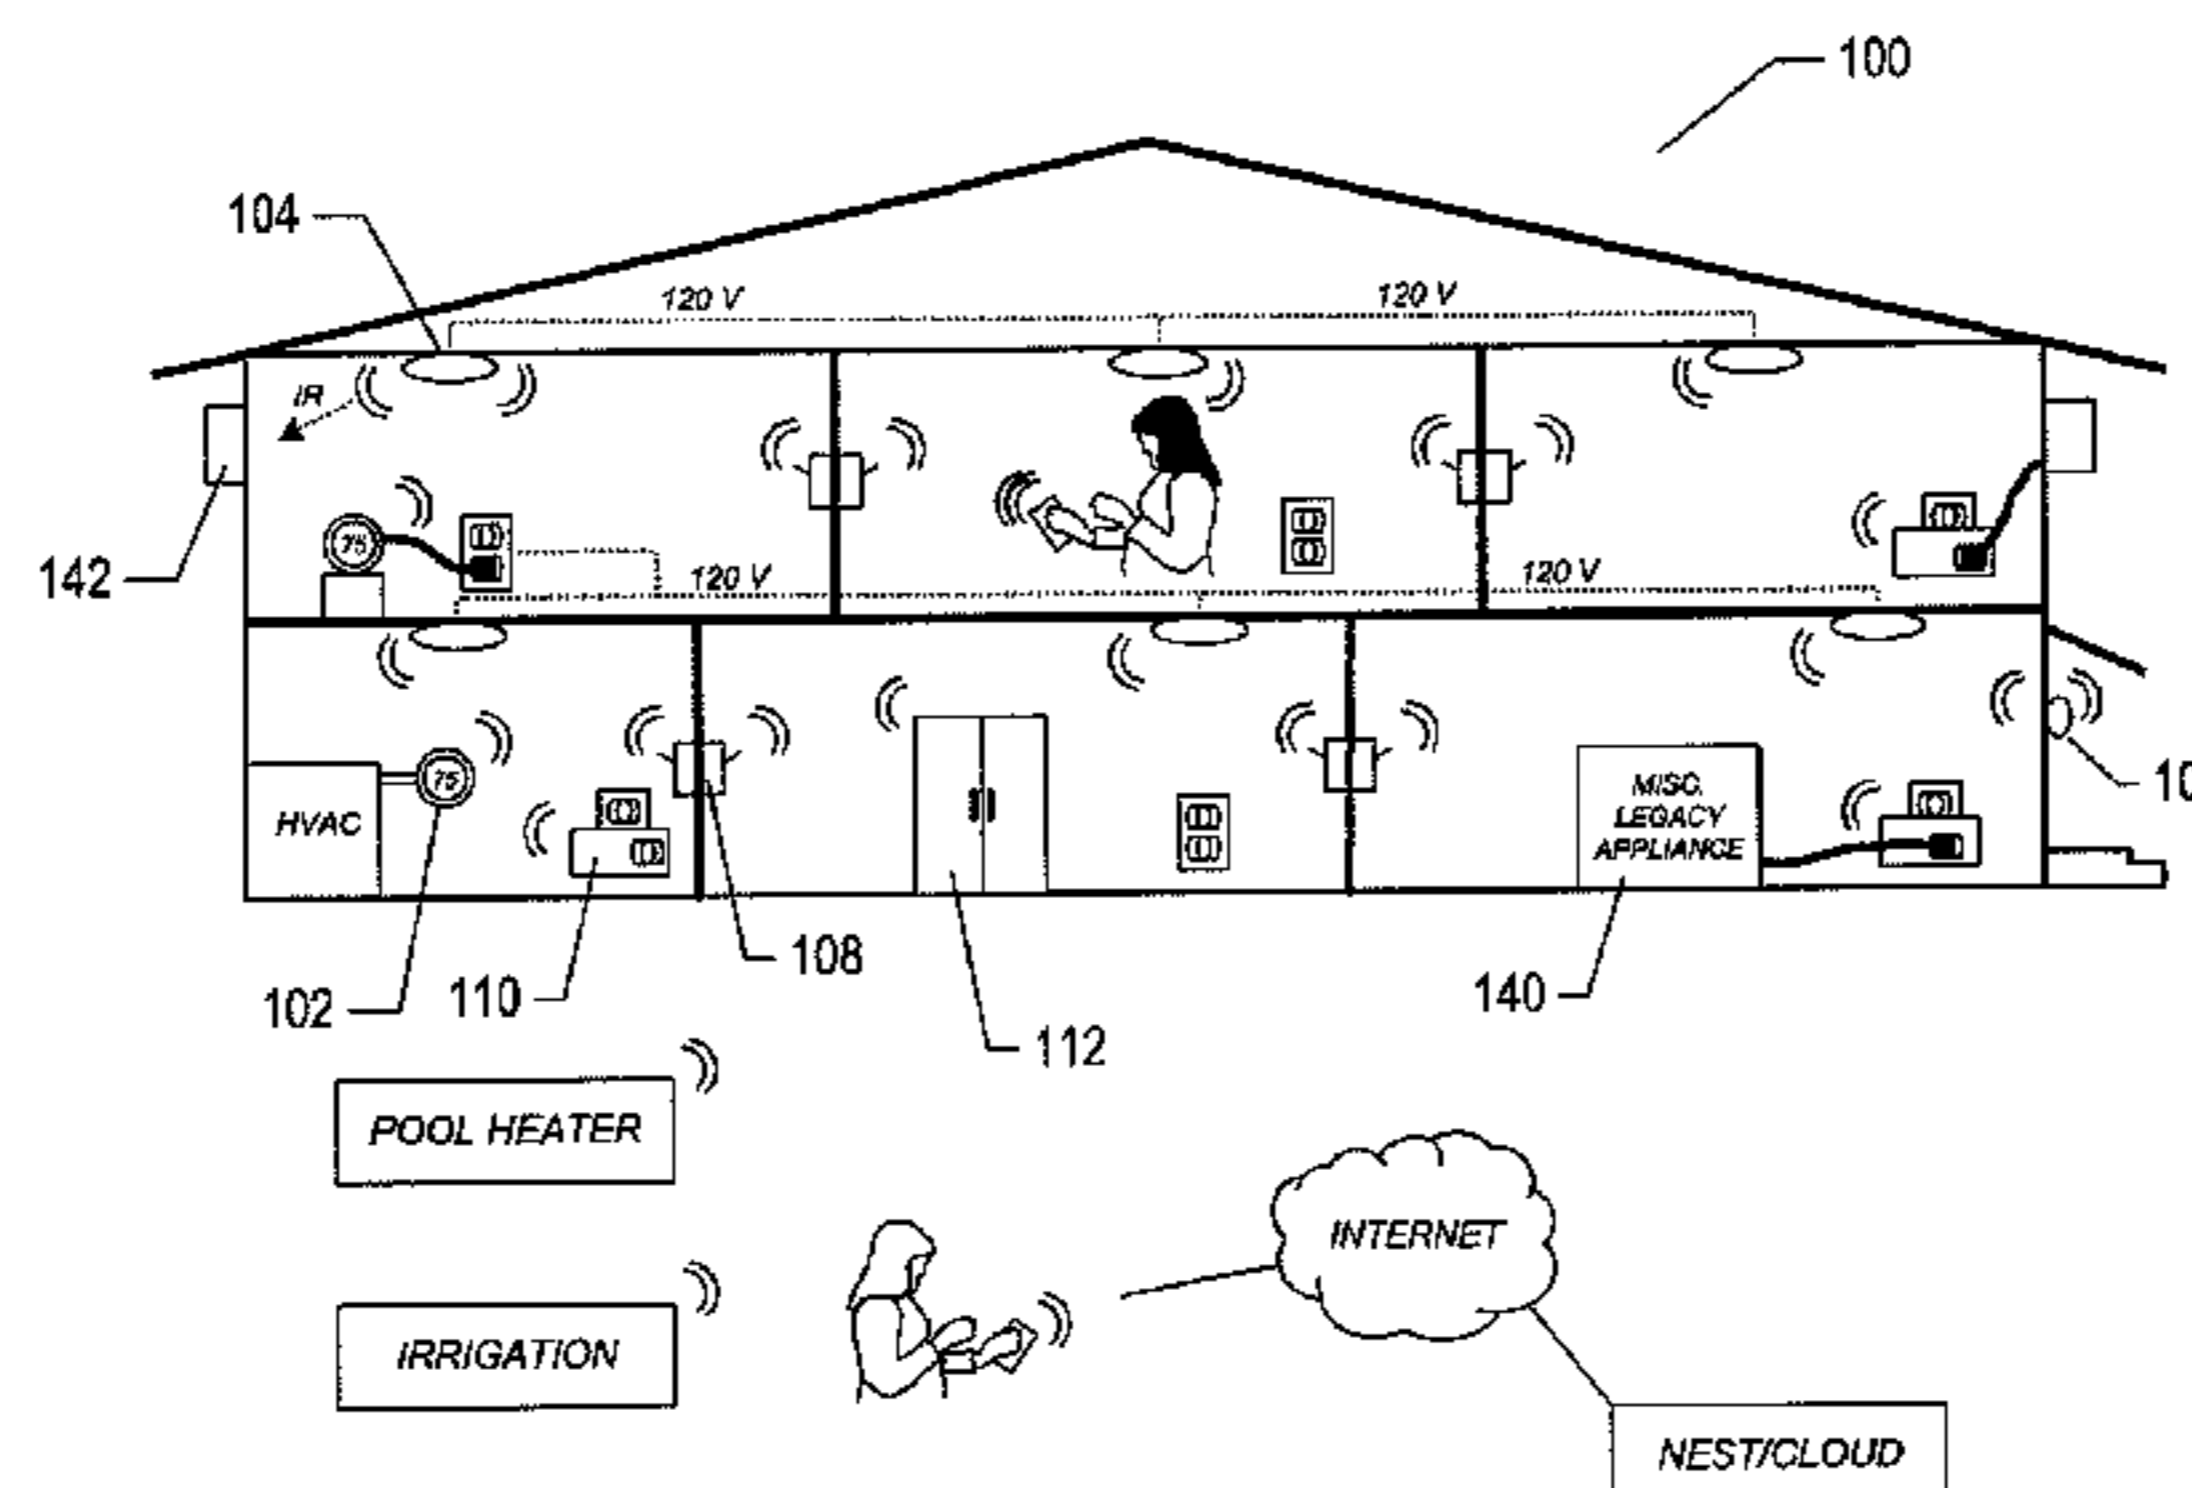 100
104
120 V
120 V
IR
75
142
120 V
120 V
75
HVAC
MISC.
LEGACY
APPLIANCE
108
102
110
140
112
POOL HEATER
INTERNET
IRRIGATION
NEST/CLOUD